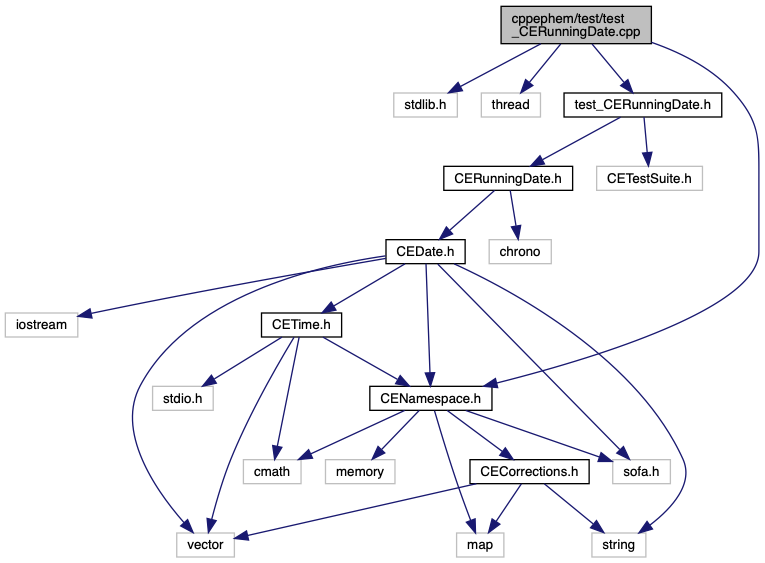 cppephem/test/test
_CERunningDate.cpp
stdlib.h
thread
test_CERunningDate.h
CERunningDate.h
CETestSuite.h
CEDate.h
chrono
iostream
CETime.h
stdio.h
CENamespace.h
cmath
memory
CECorrections.h
sofa.h
vector
map
string